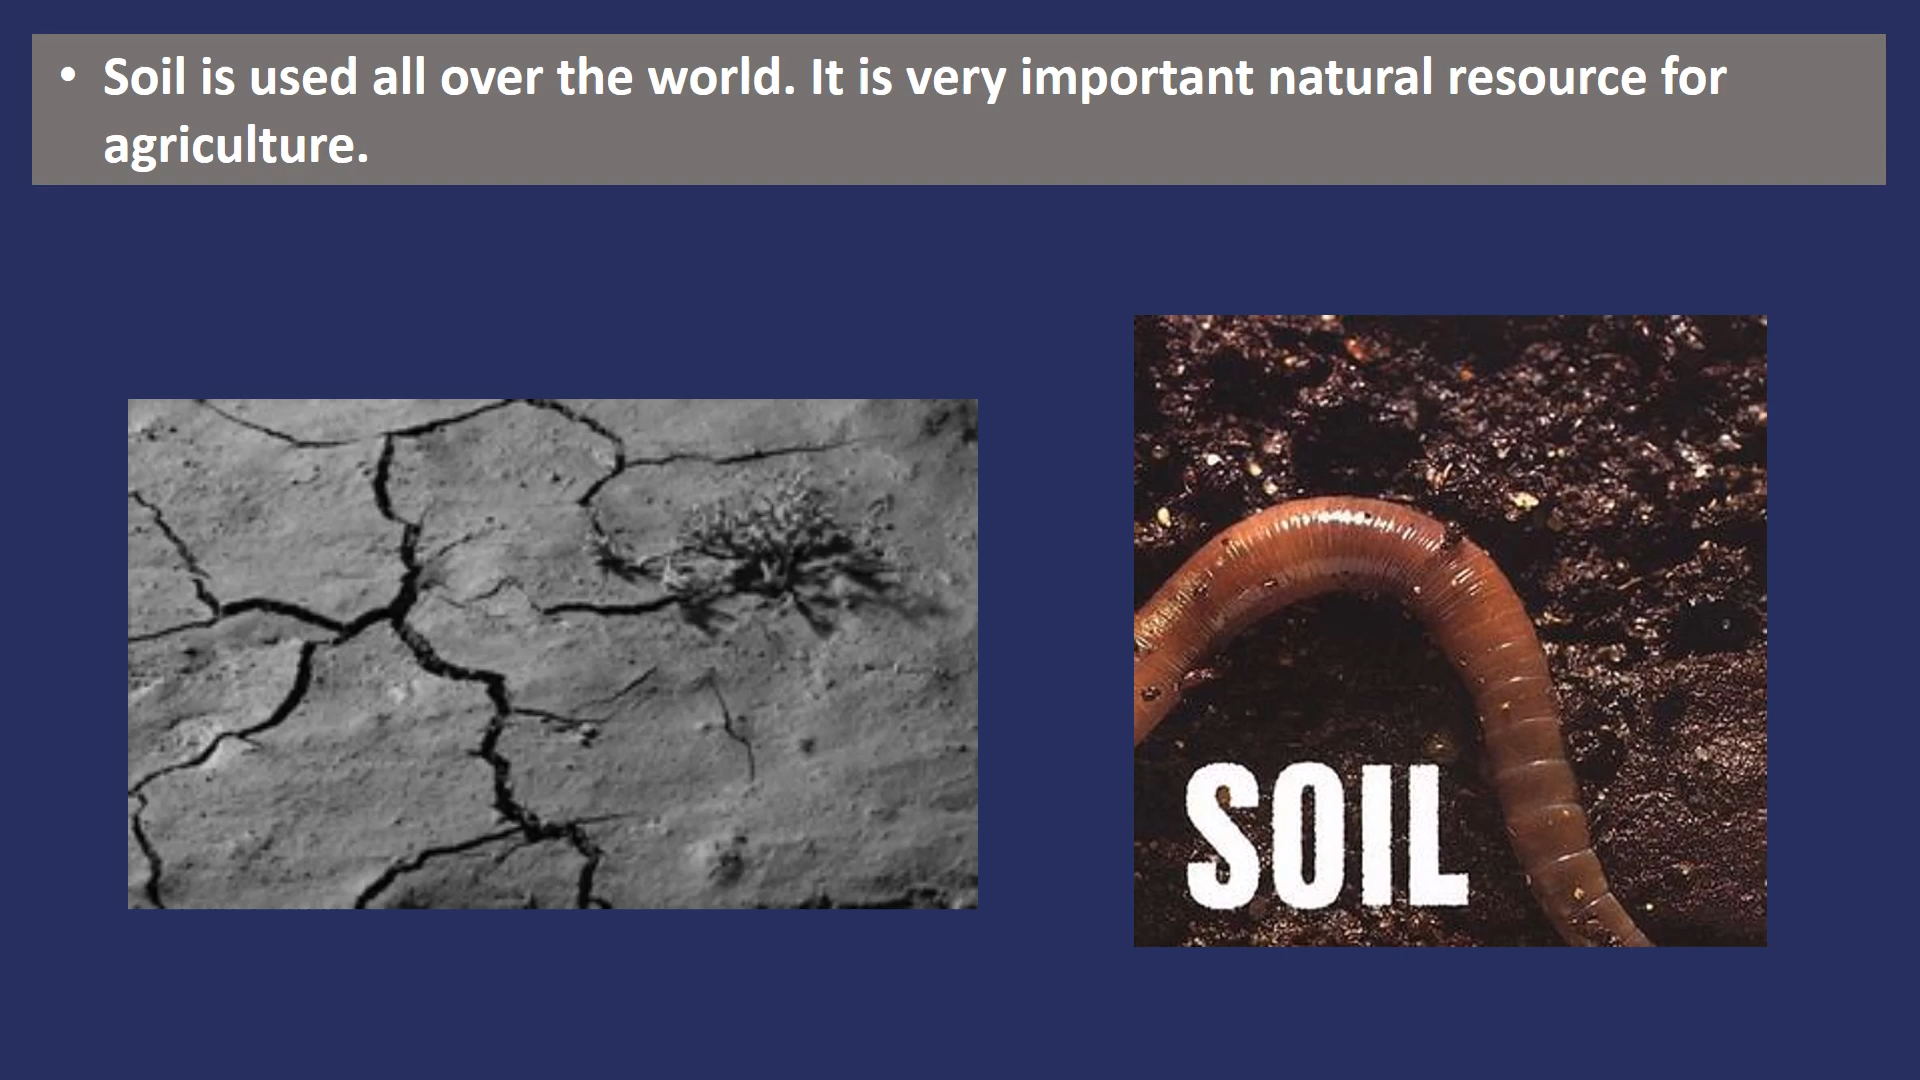 • Soil is used all over the world. It is very important natural resource for
agriculture.
SOIL